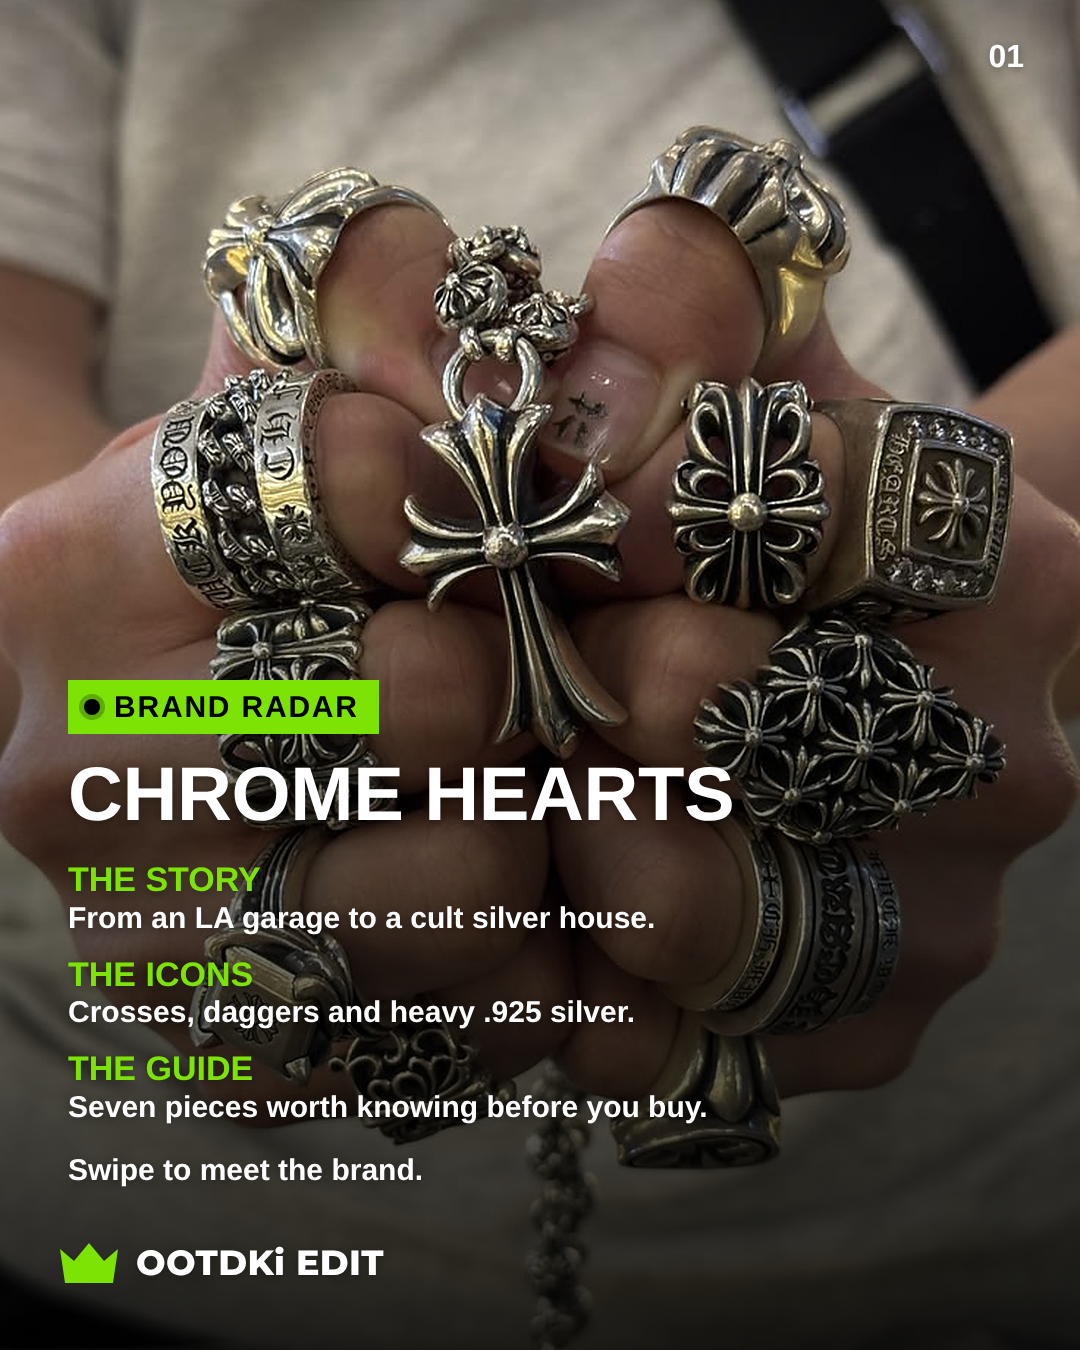 01
BRAND RADAR
CHROME HEARTS
THE STORY
From an LA garage to a cult silver house.
THE ICONS
Crosses, daggers and heavy .925 silver.
THE GUIDE
Seven pieces worth knowing before you buy.
Swipe to meet the brand.
OOTDKi EDIT